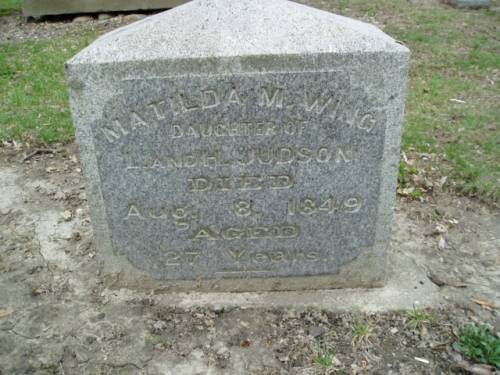 MATILDA M. WING
DAUGHTER OF
L. AND H. JUDSON
DIED
Aug. 8, 1849
AGED
27 Years.